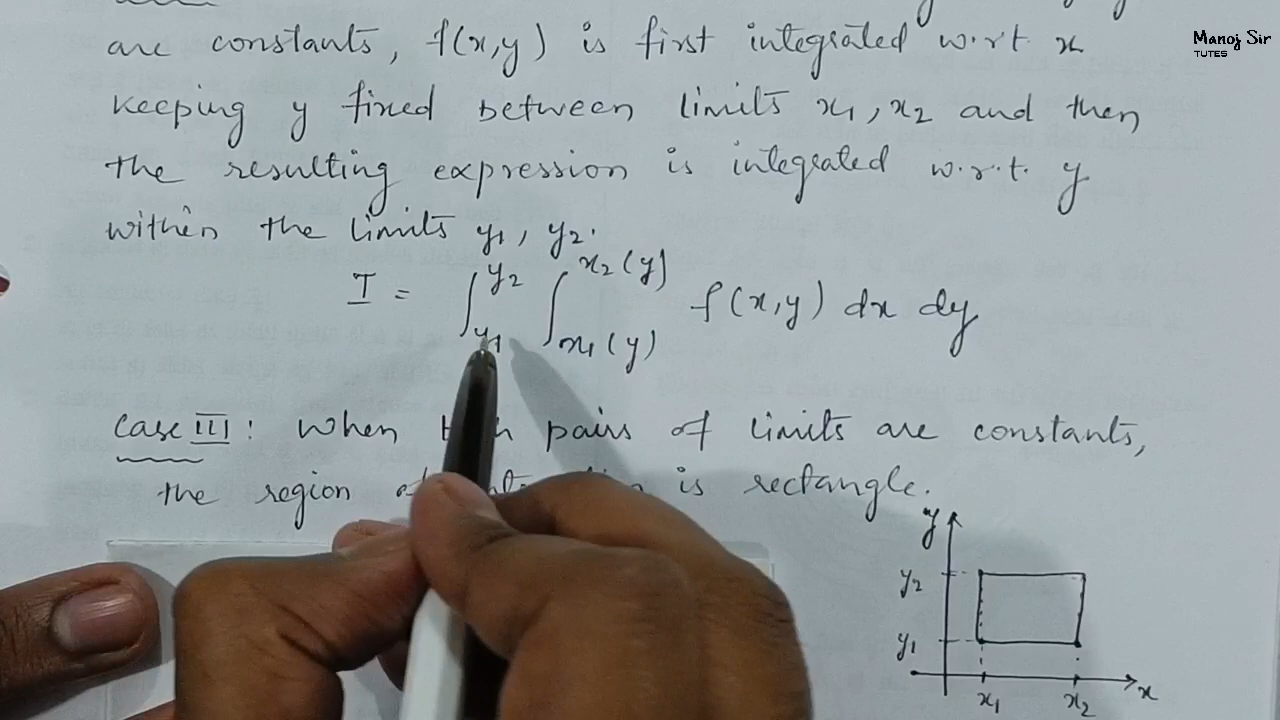 are constants, f(x,y) is first integrated w.r.t. x
Manoj Sir
TUTES
keeping y fixed between limits x1, x2 and then
the resulting expression is integrated w.r.t. y
within the limits y1, y2.
I = ∫_{y1}^{y2} ∫_{x1(y)}^{x2(y)} f(x,y) dx dy
Case III : When pairs of limits are constants,
the region is rectangle.
y
y2
y1
x1 x2 x